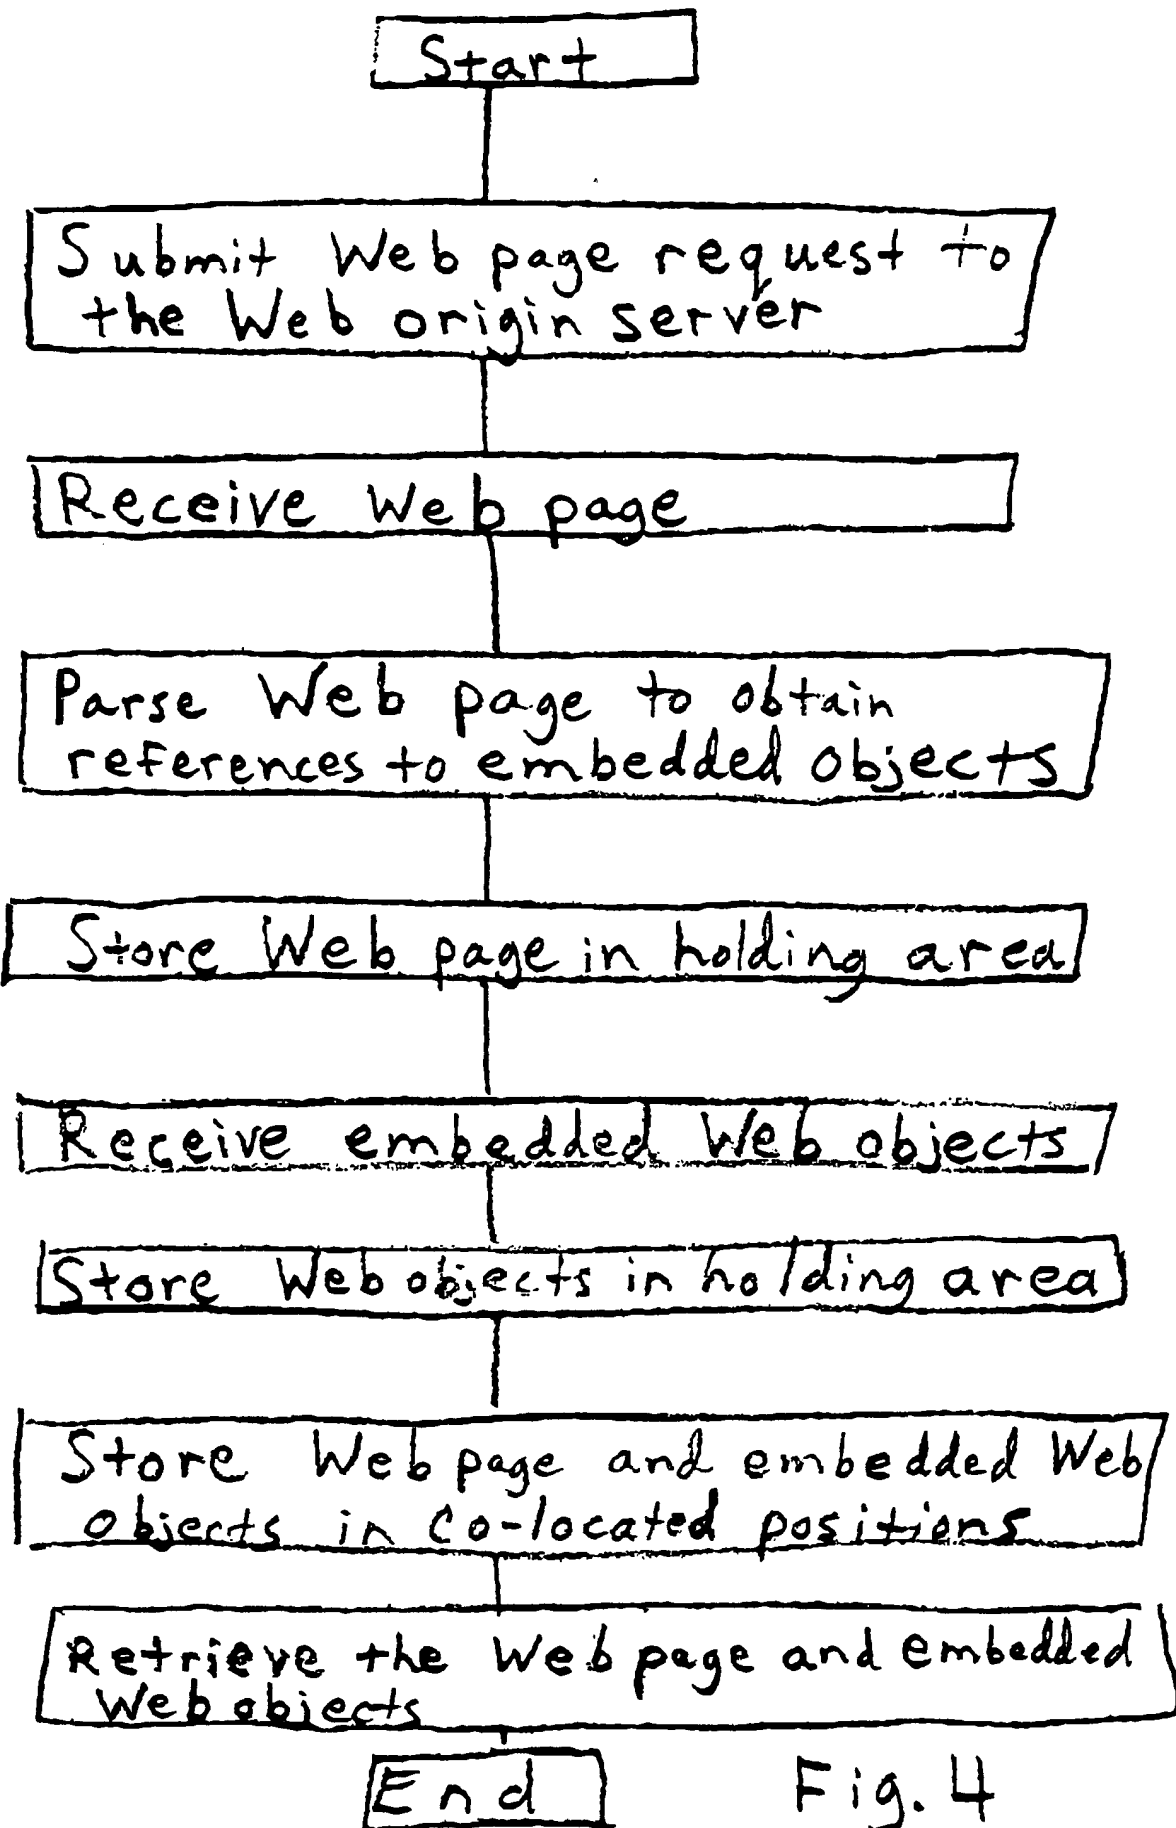 Start
Submit Web page request to
the Web origin server
Receive Web page
Parse Web page to obtain
references to embedded objects
Store Web page in holding area
Receive embedded Web objects
Store Web objects in holding area
Store Web page and embedded Web
objects in co-located positions
Retrieve the Web page and embedded
Web objects
End
Fig. 4